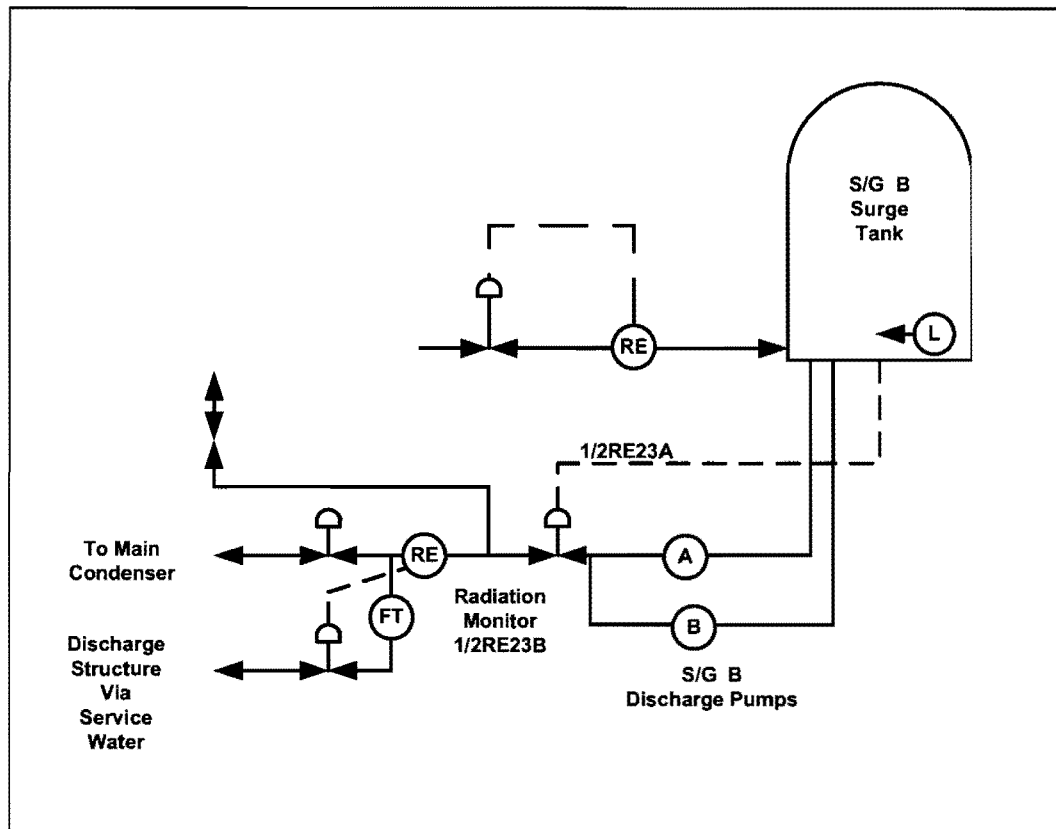 S/G B
Surge
Tank
L
RE
1/2RE23A
To Main
Condenser
RE
A
Radiation
Monitor
1/2RE23B
FT
B
Discharge
Structure
Via
Service
Water
S/G B
Discharge Pumps